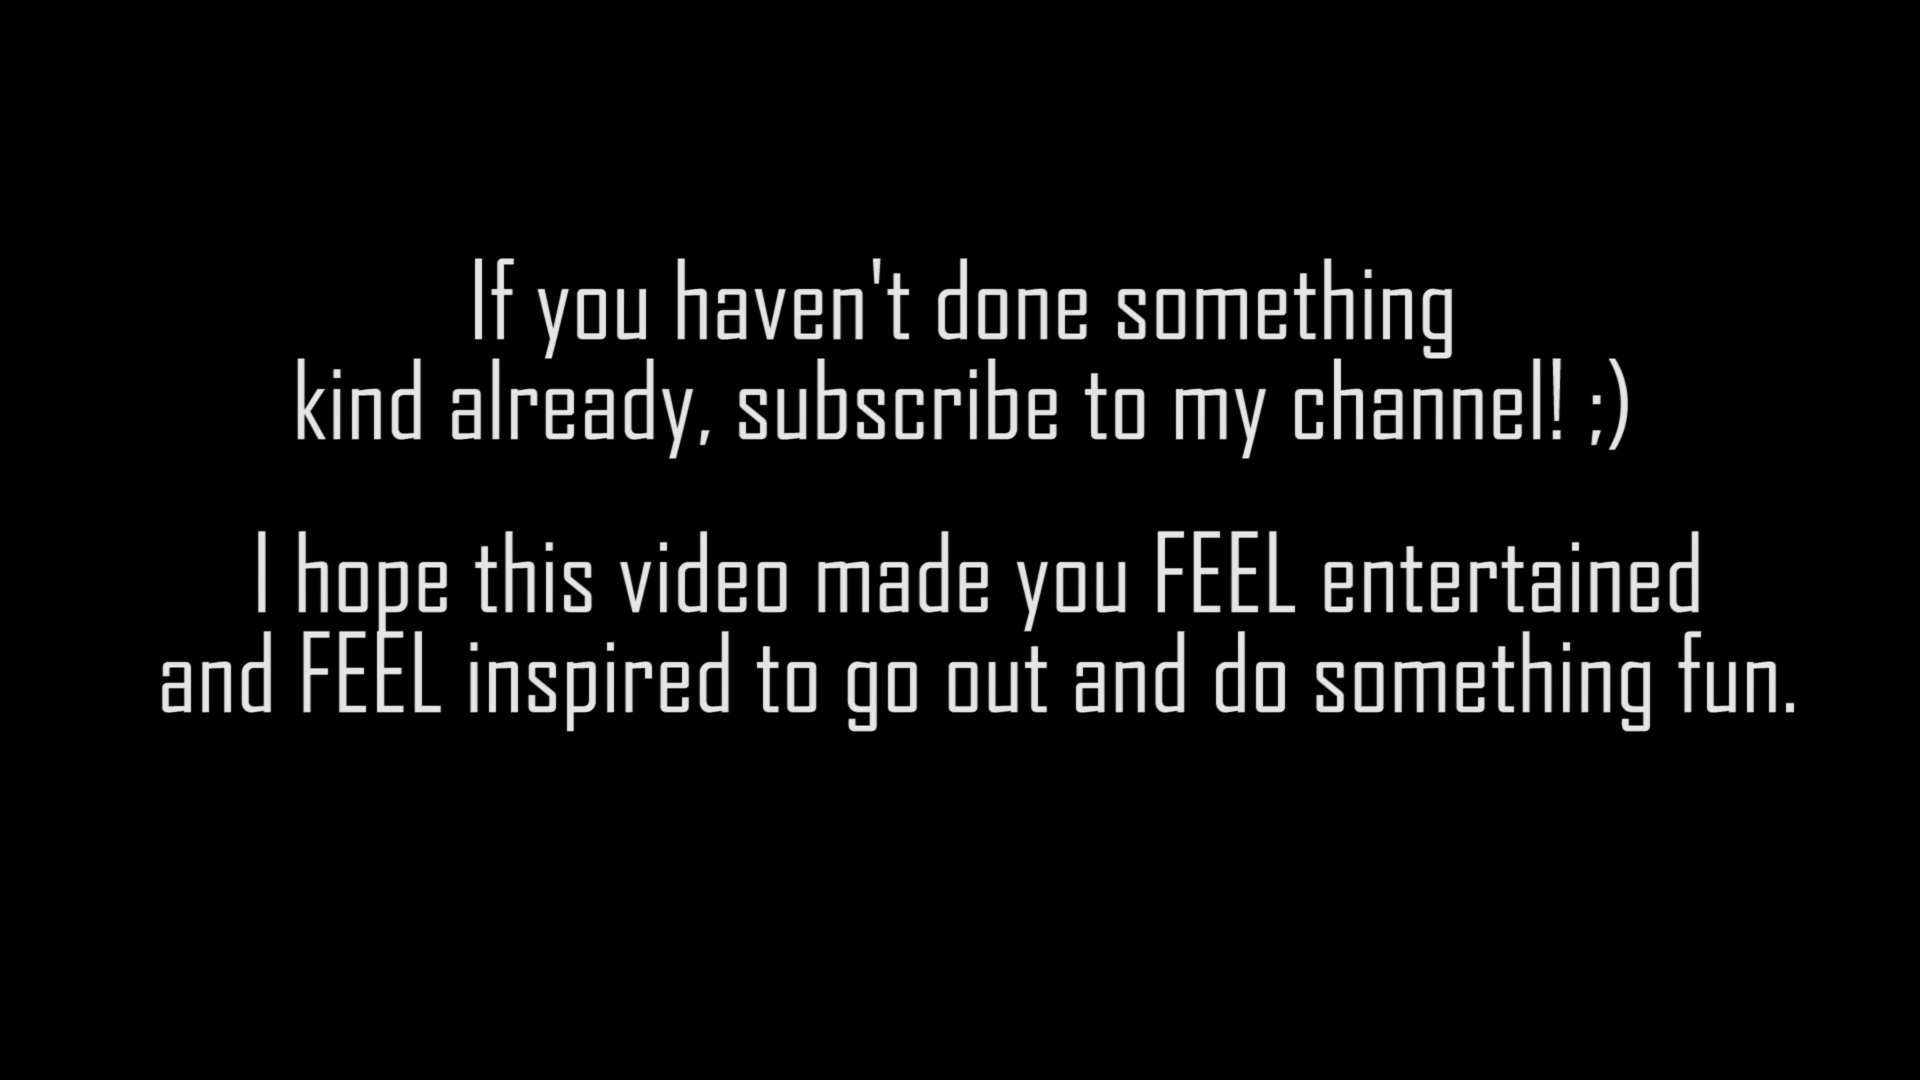 If you haven't done something
kind already, subscribe to my channel! ;)
I hope this video made you FEEL entertained
and FEEL inspired to go out and do something fun.